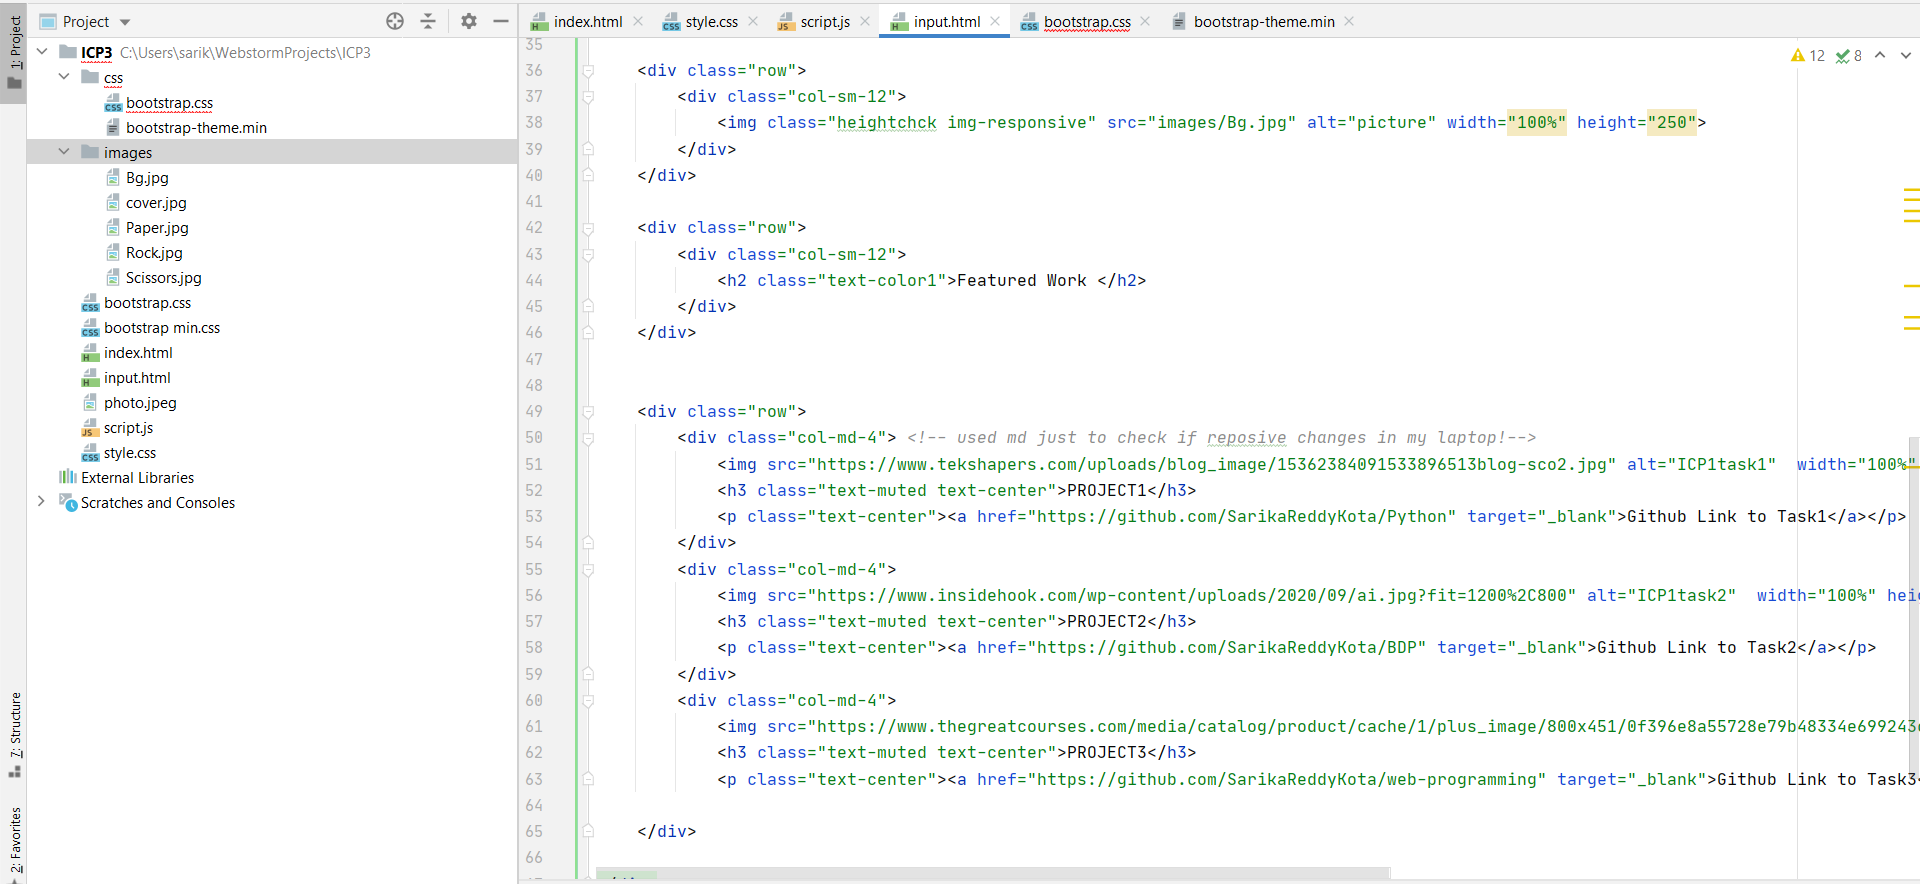 Project
index.html
style.css
script.js
input.html
bootstrap.css
bootstrap-theme.min
1: Project
7: Structure
2: Favorites
ICP3 C:\Users\sarik\WebstormProjects\ICP3
css
bootstrap.css
bootstrap-theme.min
images
Bg.jpg
cover.jpg
Paper.jpg
Rock.jpg
Scissors.jpg
bootstrap.css
bootstrap min.css
index.html
input.html
photo.jpeg
script.js
style.css
External Libraries
Scratches and Consoles
12 8
35
36 <div class="row">
37 <div class="col-sm-12">
38 <img class="heightchck img-responsive" src="images/Bg.jpg" alt="picture" width="100%" height="250">
39 </div>
40 </div>
41
42 <div class="row">
43 <div class="col-sm-12">
44 <h2 class="text-color1">Featured Work </h2>
45 </div>
46 </div>
47
48
49 <div class="row">
50 <div class="col-md-4"> <!-- used md just to check if reposive changes in my laptop!-->
51 <img src="https://www.tekshapers.com/uploads/blog_image/15362384091533896513blog-sco2.jpg" alt="ICP1task1"  width="100%"
52 <h3 class="text-muted text-center">PROJECT1</h3>
53 <p class="text-center"><a href="https://github.com/SarikaReddyKota/Python" target="_blank">Github Link to Task1</a></p>
54 </div>
55 <div class="col-md-4">
56 <img src="https://www.insidehook.com/wp-content/uploads/2020/09/ai.jpg?fit=1200%2C800" alt="ICP1task2"  width="100%" hei
57 <h3 class="text-muted text-center">PROJECT2</h3>
58 <p class="text-center"><a href="https://github.com/SarikaReddyKota/BDP" target="_blank">Github Link to Task2</a></p>
59 </div>
60 <div class="col-md-4">
61 <img src="https://www.thegreatcourses.com/media/catalog/product/cache/1/plus_image/800x451/0f396e8a55728e79b48334e699243
62 <h3 class="text-muted text-center">PROJECT3</h3>
63 <p class="text-center"><a href="https://github.com/SarikaReddyKota/web-programming" target="_blank">Github Link to Task3<
64
65 </div>
66